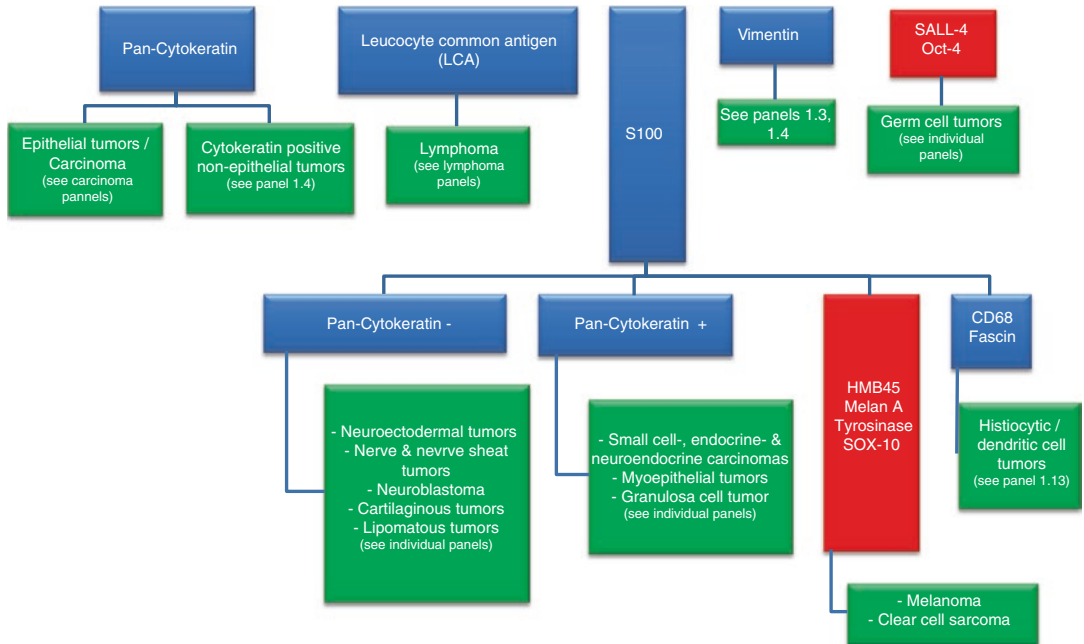 Pan-Cytokeratin
Leucocyte common antigen
(LCA)
S100
Vimentin
SALL-4
Oct-4
Epithelial tumors /
Carcinoma
(see carcinoma
pannels)
Cytokeratin positive
non-epithelial tumors
(see panel 1.4)
Lymphoma
(see lymphoma
panels)
See panels 1.3,
1.4
Germ cell tumors
(see individual
panels)
Pan-Cytokeratin -
Pan-Cytokeratin +
HMB45
Melan A
Tyrosinase
SOX-10
CD68
Fascin
- Neuroectodermal tumors
- Nerve & nevrve sheat
tumors
- Neuroblastoma
- Cartilaginous tumors
- Lipomatous tumors
(see individual panels)
- Small cell-, endocrine- &
neuroendocrine carcinomas
- Myoepithelial tumors
- Granulosa cell tumor
(see individual panels)
Histiocytic /
dendritic cell
tumors
(see panel 1.13)
- Melanoma
- Clear cell sarcoma